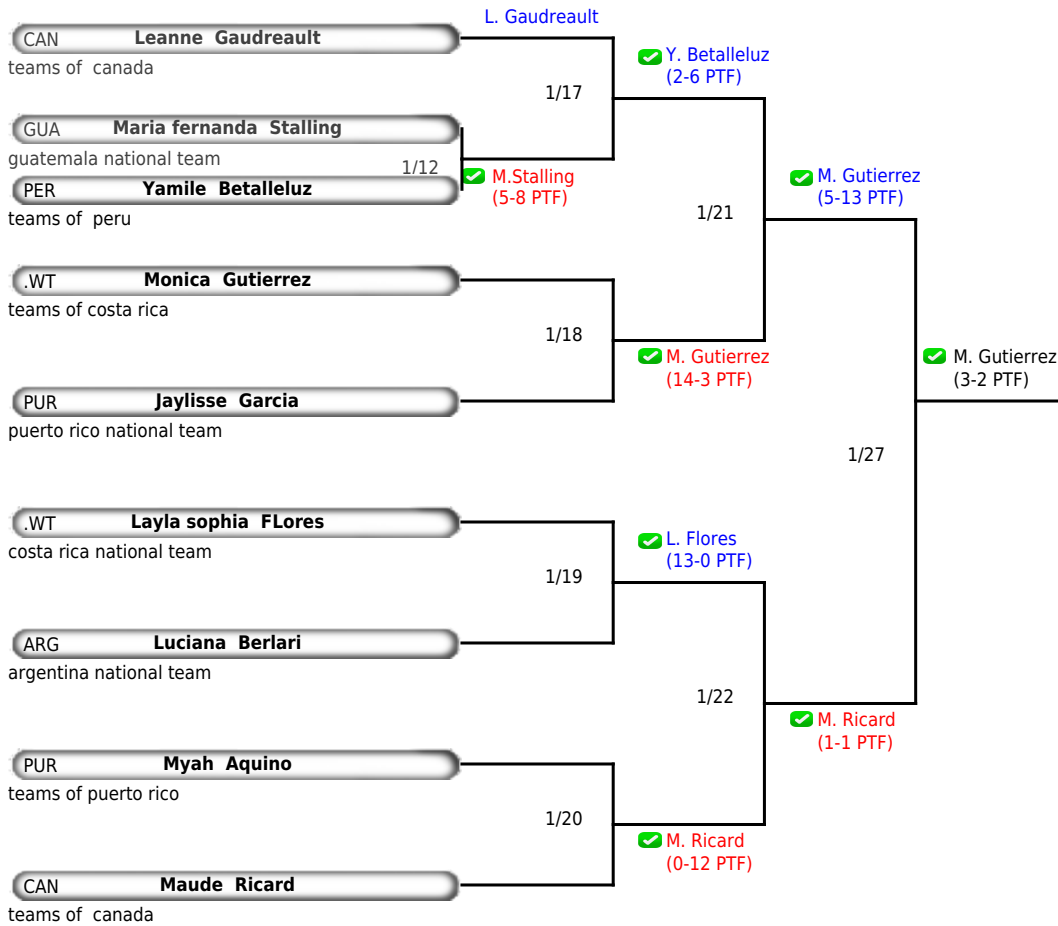 L. Gaudreault
CAN Leanne Gaudreault
teams of canada
Y. Betalleluz
(2-6 PTF)
1/17
GUA Maria fernanda Stalling
guatemala national team
1/12
M.Stalling
(5-8 PTF)
PER Yamile Betalleluz
teams of peru
M. Gutierrez
(5-13 PTF)
1/21
.WT Monica Gutierrez
teams of costa rica
1/18
M. Gutierrez
(14-3 PTF)
M. Gutierrez
(3-2 PTF)
PUR Jaylisse Garcia
puerto rico national team
1/27
.WT Layla sophia FLores
costa rica national team
L. Flores
(13-0 PTF)
1/19
ARG Luciana Berlari
argentina national team
1/22
M. Ricard
(1-1 PTF)
PUR Myah Aquino
teams of puerto rico
1/20
M. Ricard
(0-12 PTF)
CAN Maude Ricard
teams of canada